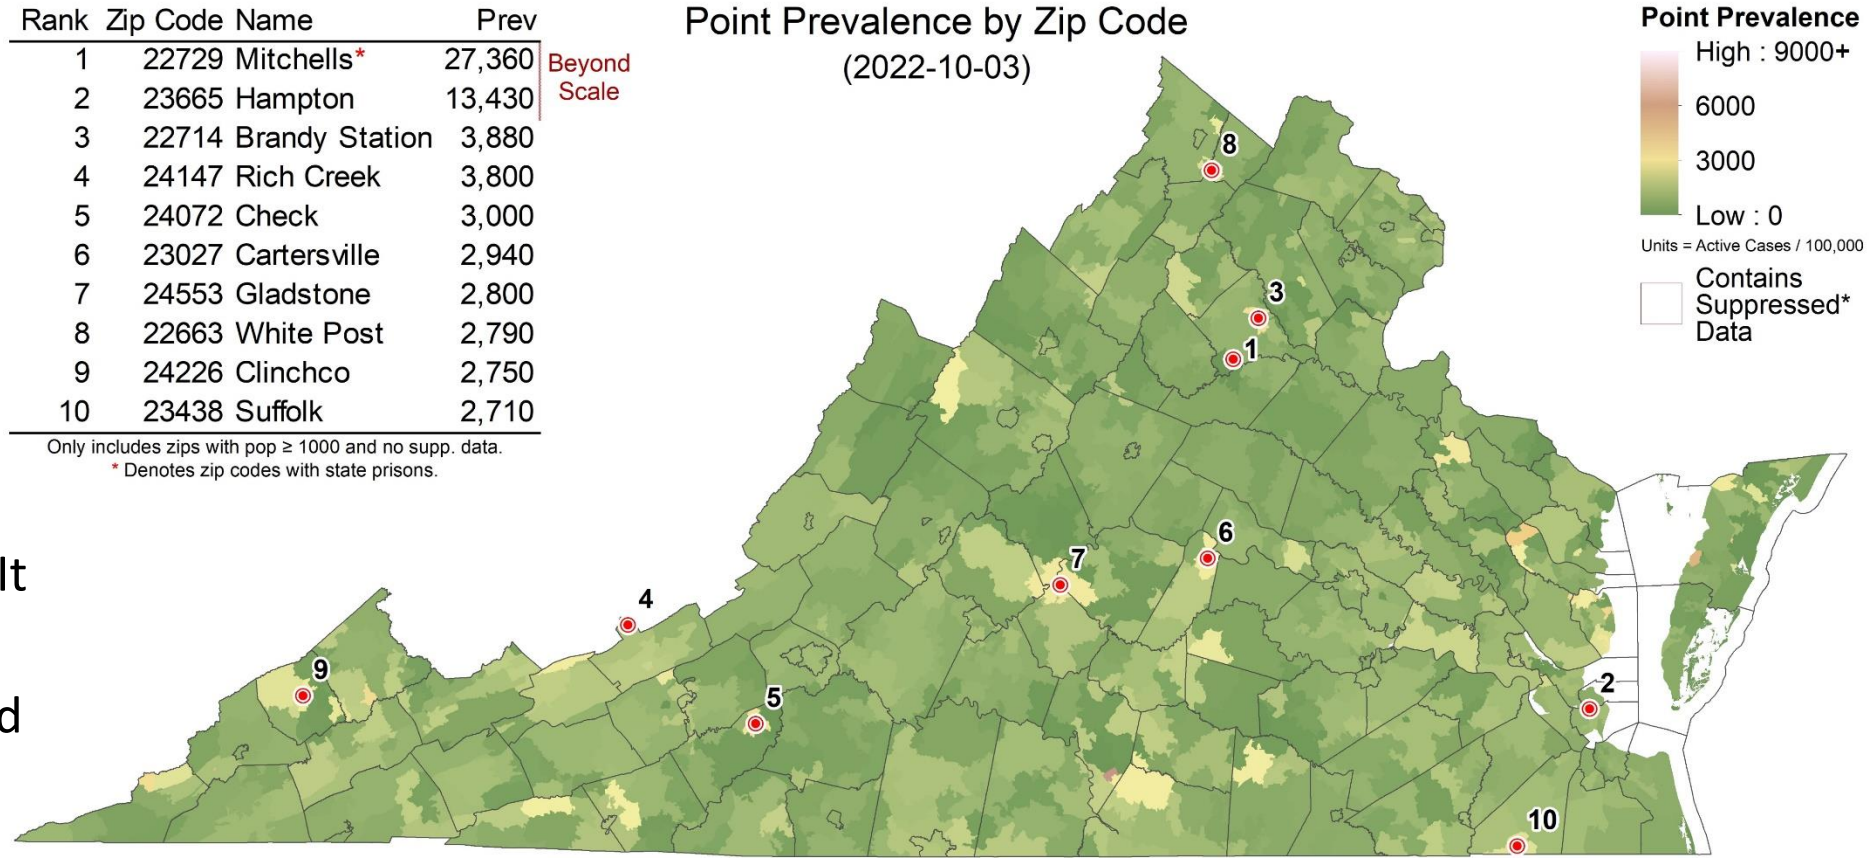 Rank Zip Code Name Prev
1 22729 Mitchells* 27,360
2 23665 Hampton 13,430
3 22714 Brandy Station 3,880
4 24147 Rich Creek 3,800
5 24072 Check 3,000
6 23027 Cartersville 2,940
7 24553 Gladstone 2,800
8 22663 White Post 2,790
9 24226 Clinchco 2,750
10 23438 Suffolk 2,710
Beyond
Scale
Only includes zips with pop ≥ 1000 and no supp. data.
* Denotes zip codes with state prisons.
Point Prevalence by Zip Code
(2022-10-03)
Point Prevalence
High : 9000+
6000
3000
Low : 0
Units = Active Cases / 100,000
Contains
Suppressed*
Data
8
3
1
6
7
4
9
5
2
10
lt
d